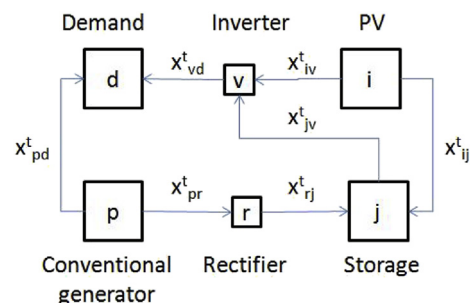 Demand Inverter PV
x^t_vd x^t_iv
d v i
x^t_jv
x^t_pd x^t_ij
x^t_pr x^t_rj
p r j
Conventional Rectifier Storage
generator